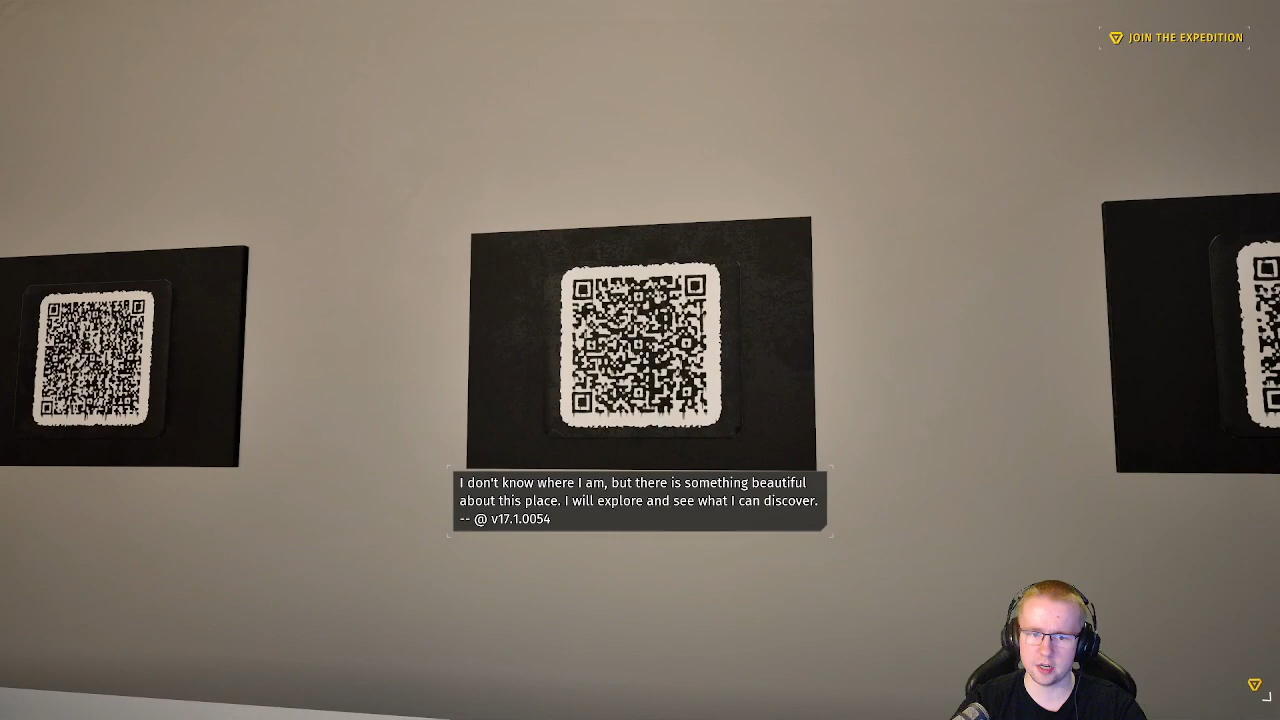 JOIN THE EXPEDITION
I don't know where I am, but there is something beautiful
about this place. I will explore and see what I can discover.
-- @ v17.1.0054